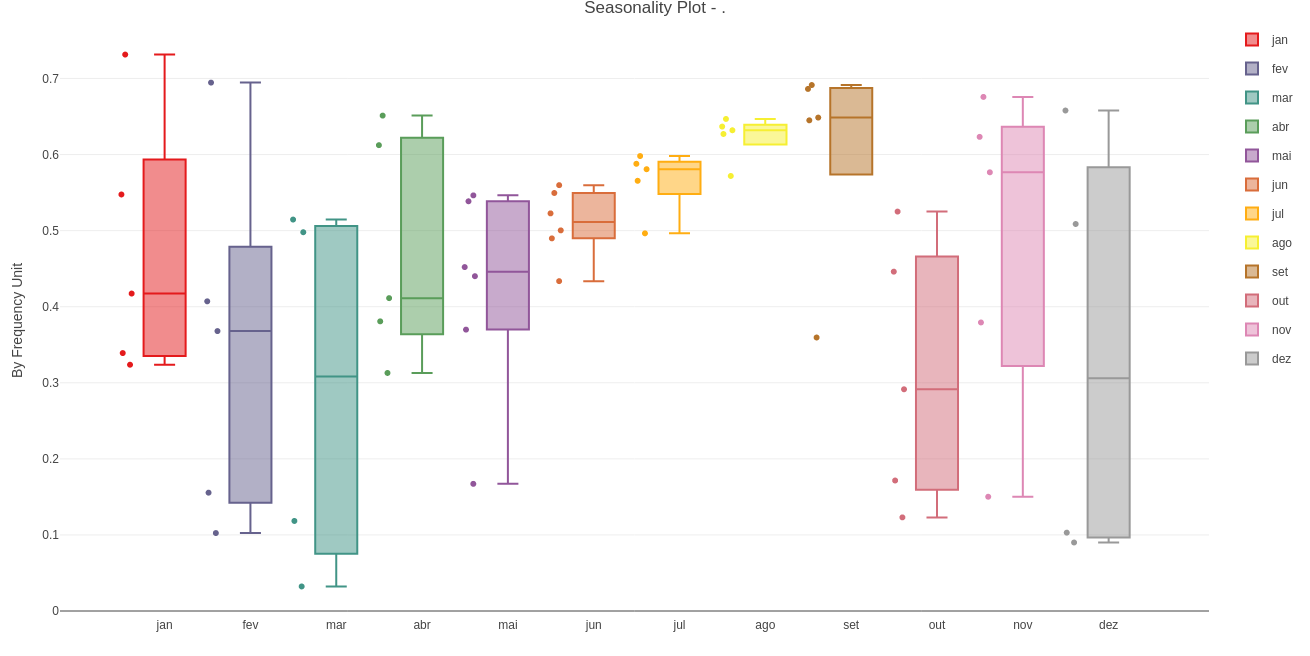 Seasonality Plot - .
By Frequency Unit
0.7
0.6
0.5
0.4
0.3
0.2
0.1
0
jan
fev
mar
abr
mai
jun
jul
ago
set
out
nov
dez
jan
fev
mar
abr
mai
jun
jul
ago
set
out
nov
dez